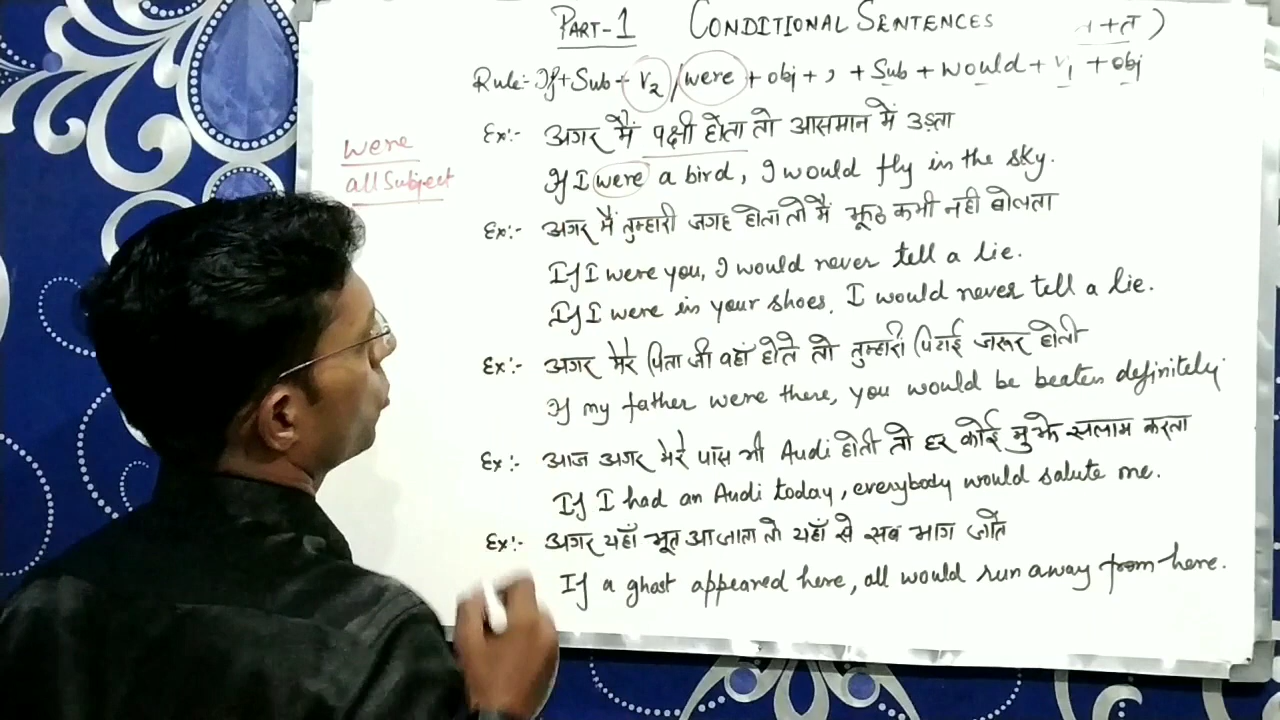 PART-1 CONDITIONAL SENTENCES +त)
Rule:- If + Sub + V2 / were + obj + , + Sub + would + V1 + obj
were
all Subject
Ex:- अगर मैं पक्षी होता तो आसमान में उड़ता
If I were a bird, I would fly in the sky.
Ex:- अगर मैं तुम्हारी जगह होता तो मैं झूठ कभी नही बोलता
If I were you, I would never tell a lie.
If I were in your shoes, I would never tell a lie.
Ex:- अगर मेरे पिता जी वहाँ होते तो तुम्हारी पिटाई जरूर होती
If my father were there, you would be beaten definitely
Ex:- आज अगर मेरे पास भी Audi होती तो हर कोई मुझे सलाम करता
If I had an Audi today, everybody would salute me.
Ex:- अगर यहाँ भूत आ जाता तो यहाँ से सब भाग जाते
If a ghost appeared here, all would run away from here.